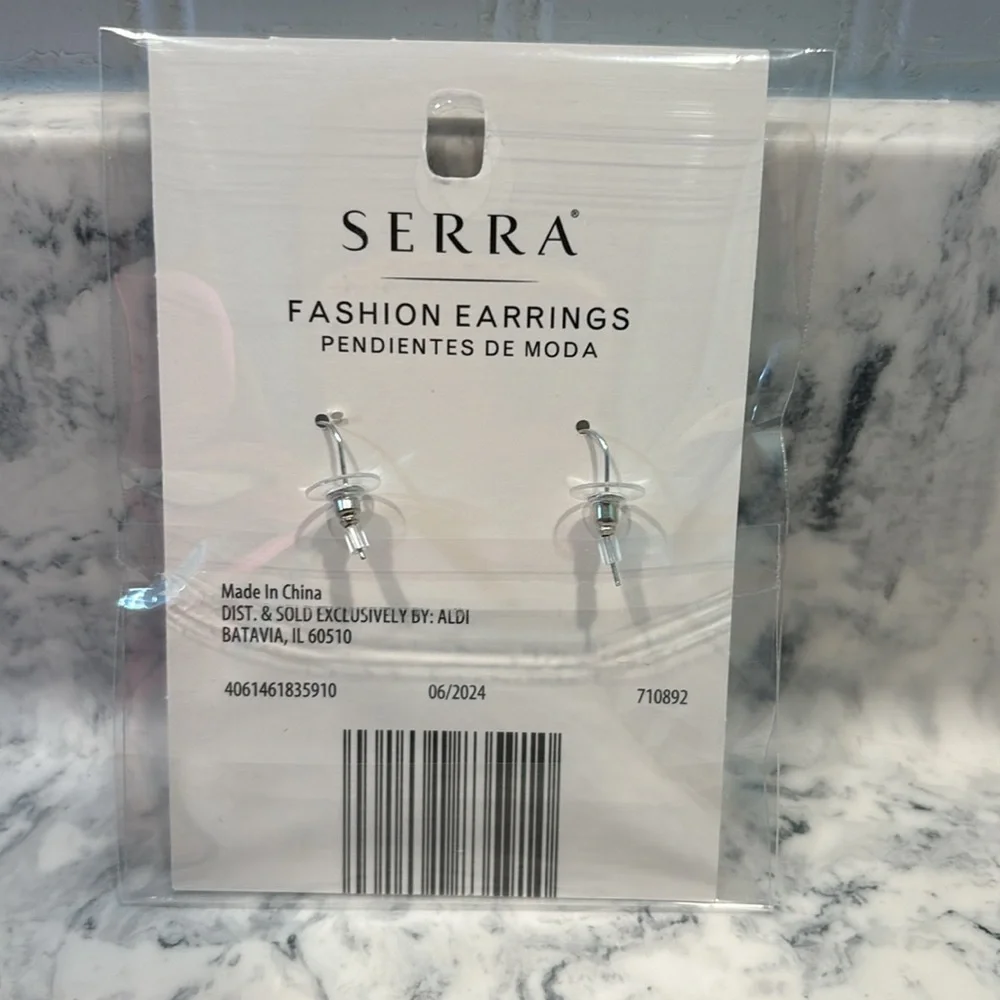 SERRA®
FASHION EARRINGS
PENDIENTES DE MODA
Made In China
DIST. & SOLD EXCLUSIVELY BY: ALDI
BATAVIA, IL 60510
4061461835910 06/2024 710892